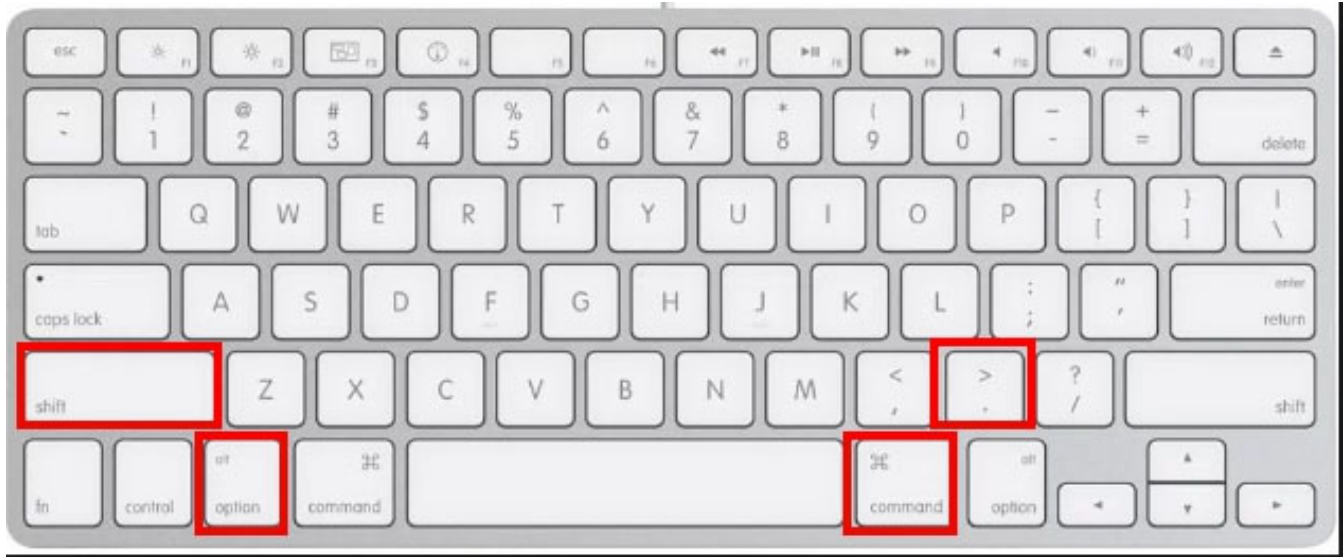 esc F1 F2 F3 F4 F5 F6 F7 F8 F9 F10 F11 F12
~ ! @ # $ % ^ & * ( ) — +
` 1 2 3 4 5 6 7 8 9 0 - = delete
tab Q W E R T Y U I O P { [ } ] | \
caps lock A S D F G H J K L : ; " ' enter return
shift Z X C V B N M < , > . ? / shift
fn control alt option ⌘ command ⌘ command alt option